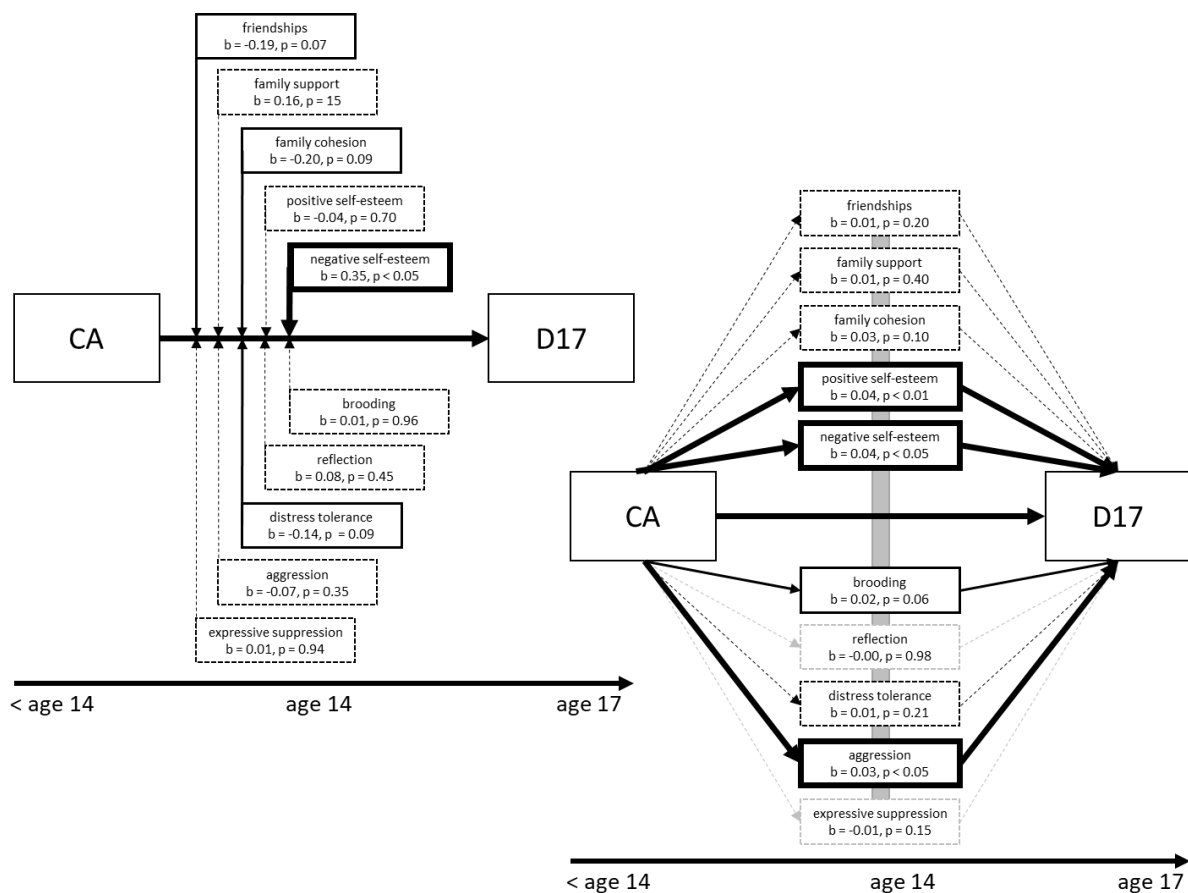 friendships
b = -0.19, p = 0.07
family support
b = 0.16, p = 15
family cohesion
b = -0.20, p = 0.09
positive self-esteem
b = -0.04, p = 0.70
negative self-esteem
b = 0.35, p < 0.05
CA
D17
brooding
b = 0.01, p = 0.96
reflection
b = 0.08, p = 0.45
distress tolerance
b = -0.14, p = 0.09
aggression
b = -0.07, p = 0.35
expressive suppression
b = 0.01, p = 0.94
< age 14 age 14 age 17
friendships
b = 0.01, p = 0.20
family support
b = 0.01, p = 0.40
family cohesion
b = 0.03, p = 0.10
positive self-esteem
b = 0.04, p < 0.01
negative self-esteem
b = 0.04, p < 0.05
CA
D17
brooding
b = 0.02, p = 0.06
reflection
b = -0.00, p = 0.98
distress tolerance
b = 0.01, p = 0.21
aggression
b = 0.03, p < 0.05
expressive suppression
b = -0.01, p = 0.15
< age 14 age 14 age 17